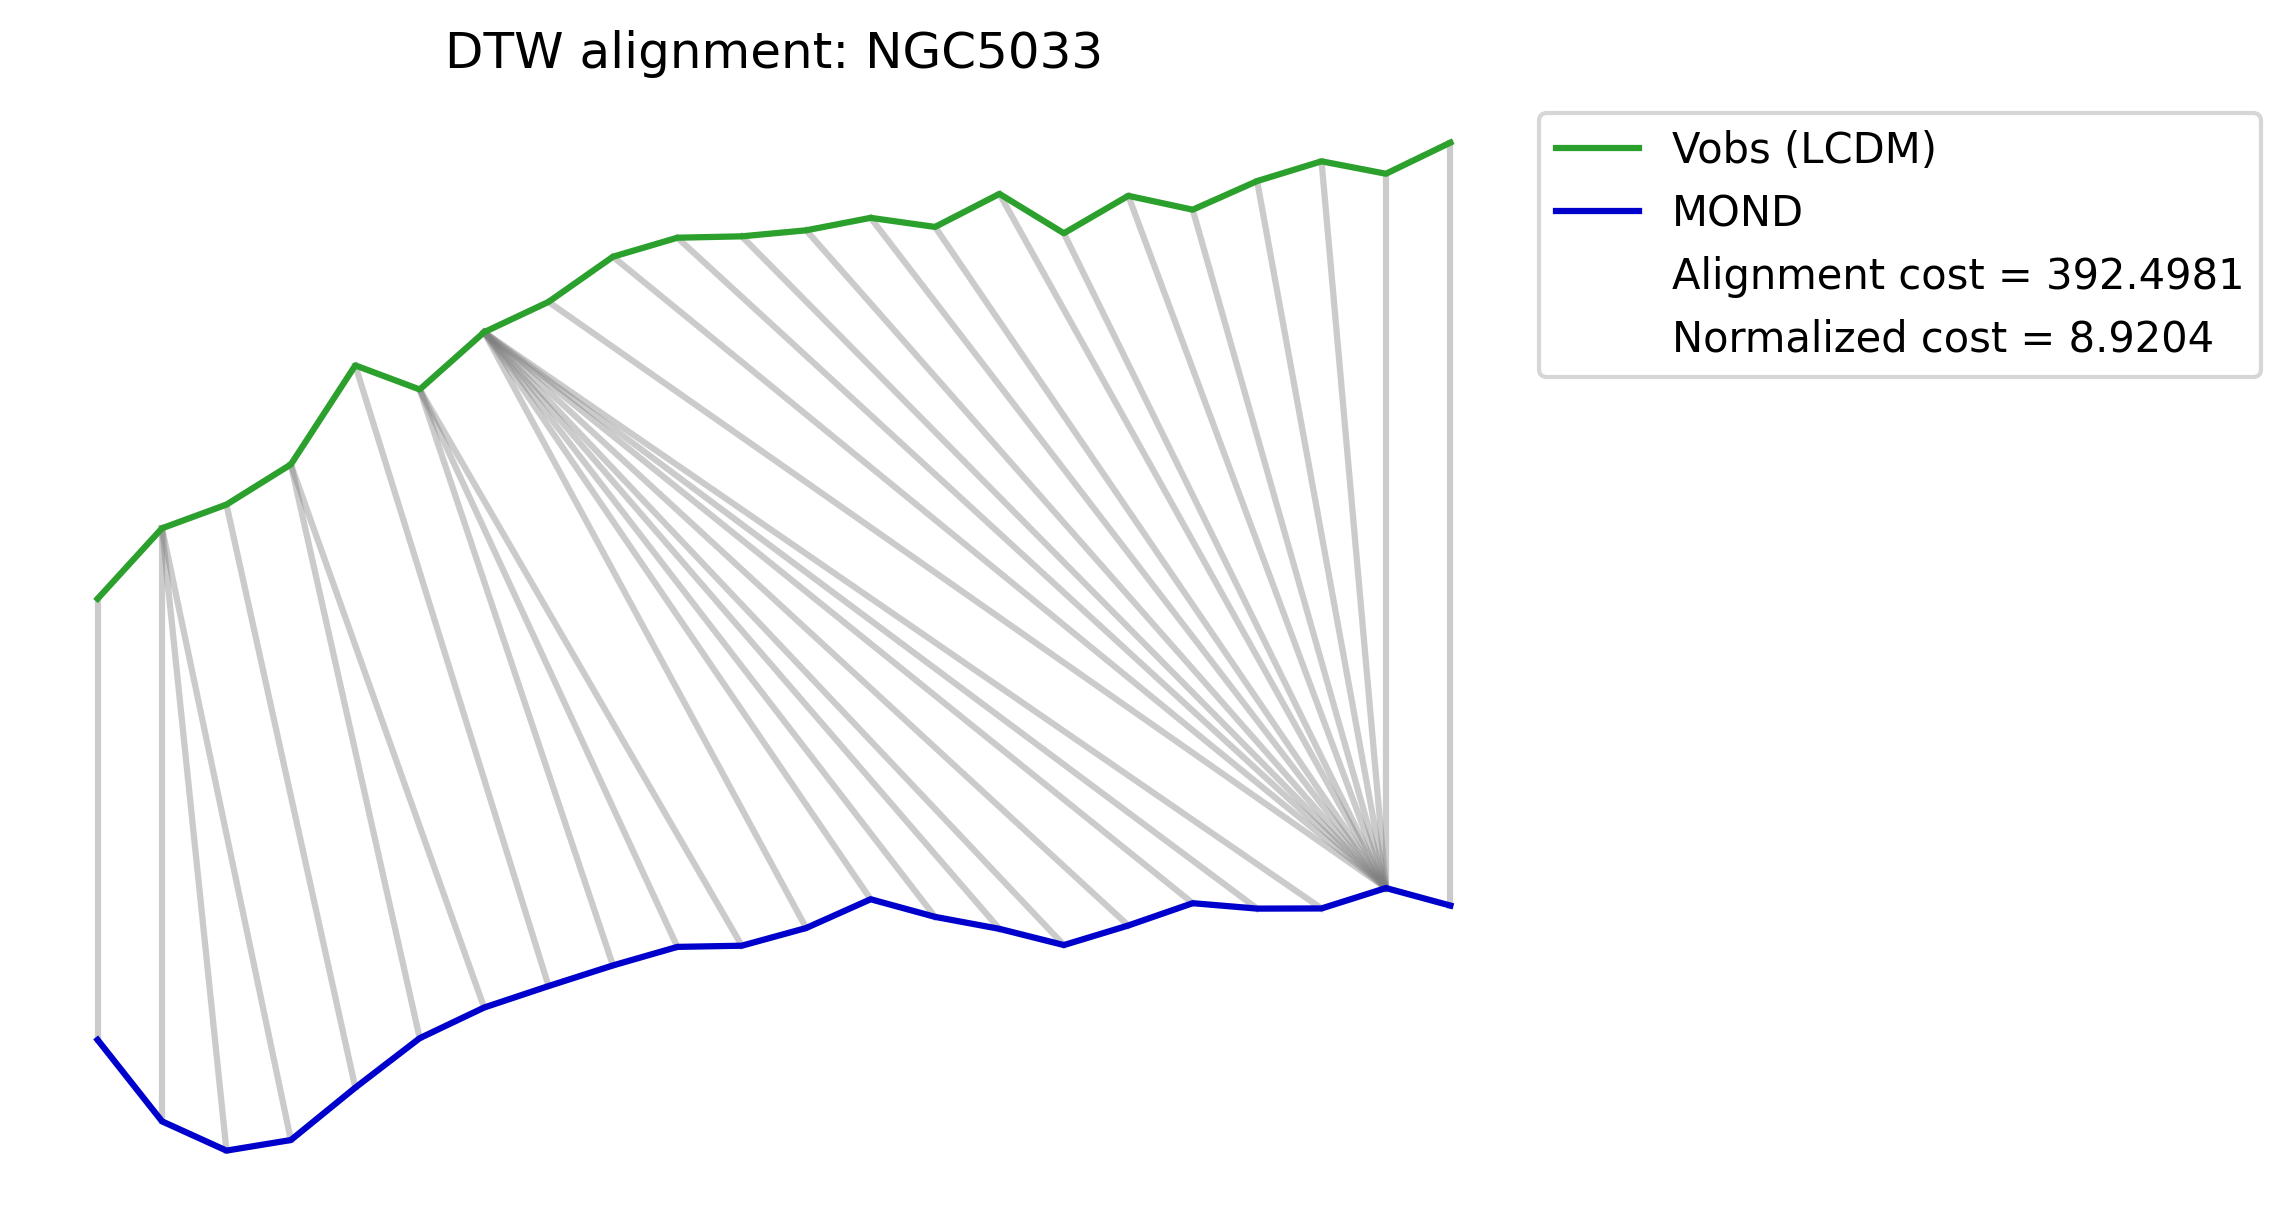 DTW alignment: NGC5033
Vobs (LCDM)
MOND
Alignment cost = 392.4981
Normalized cost = 8.9204